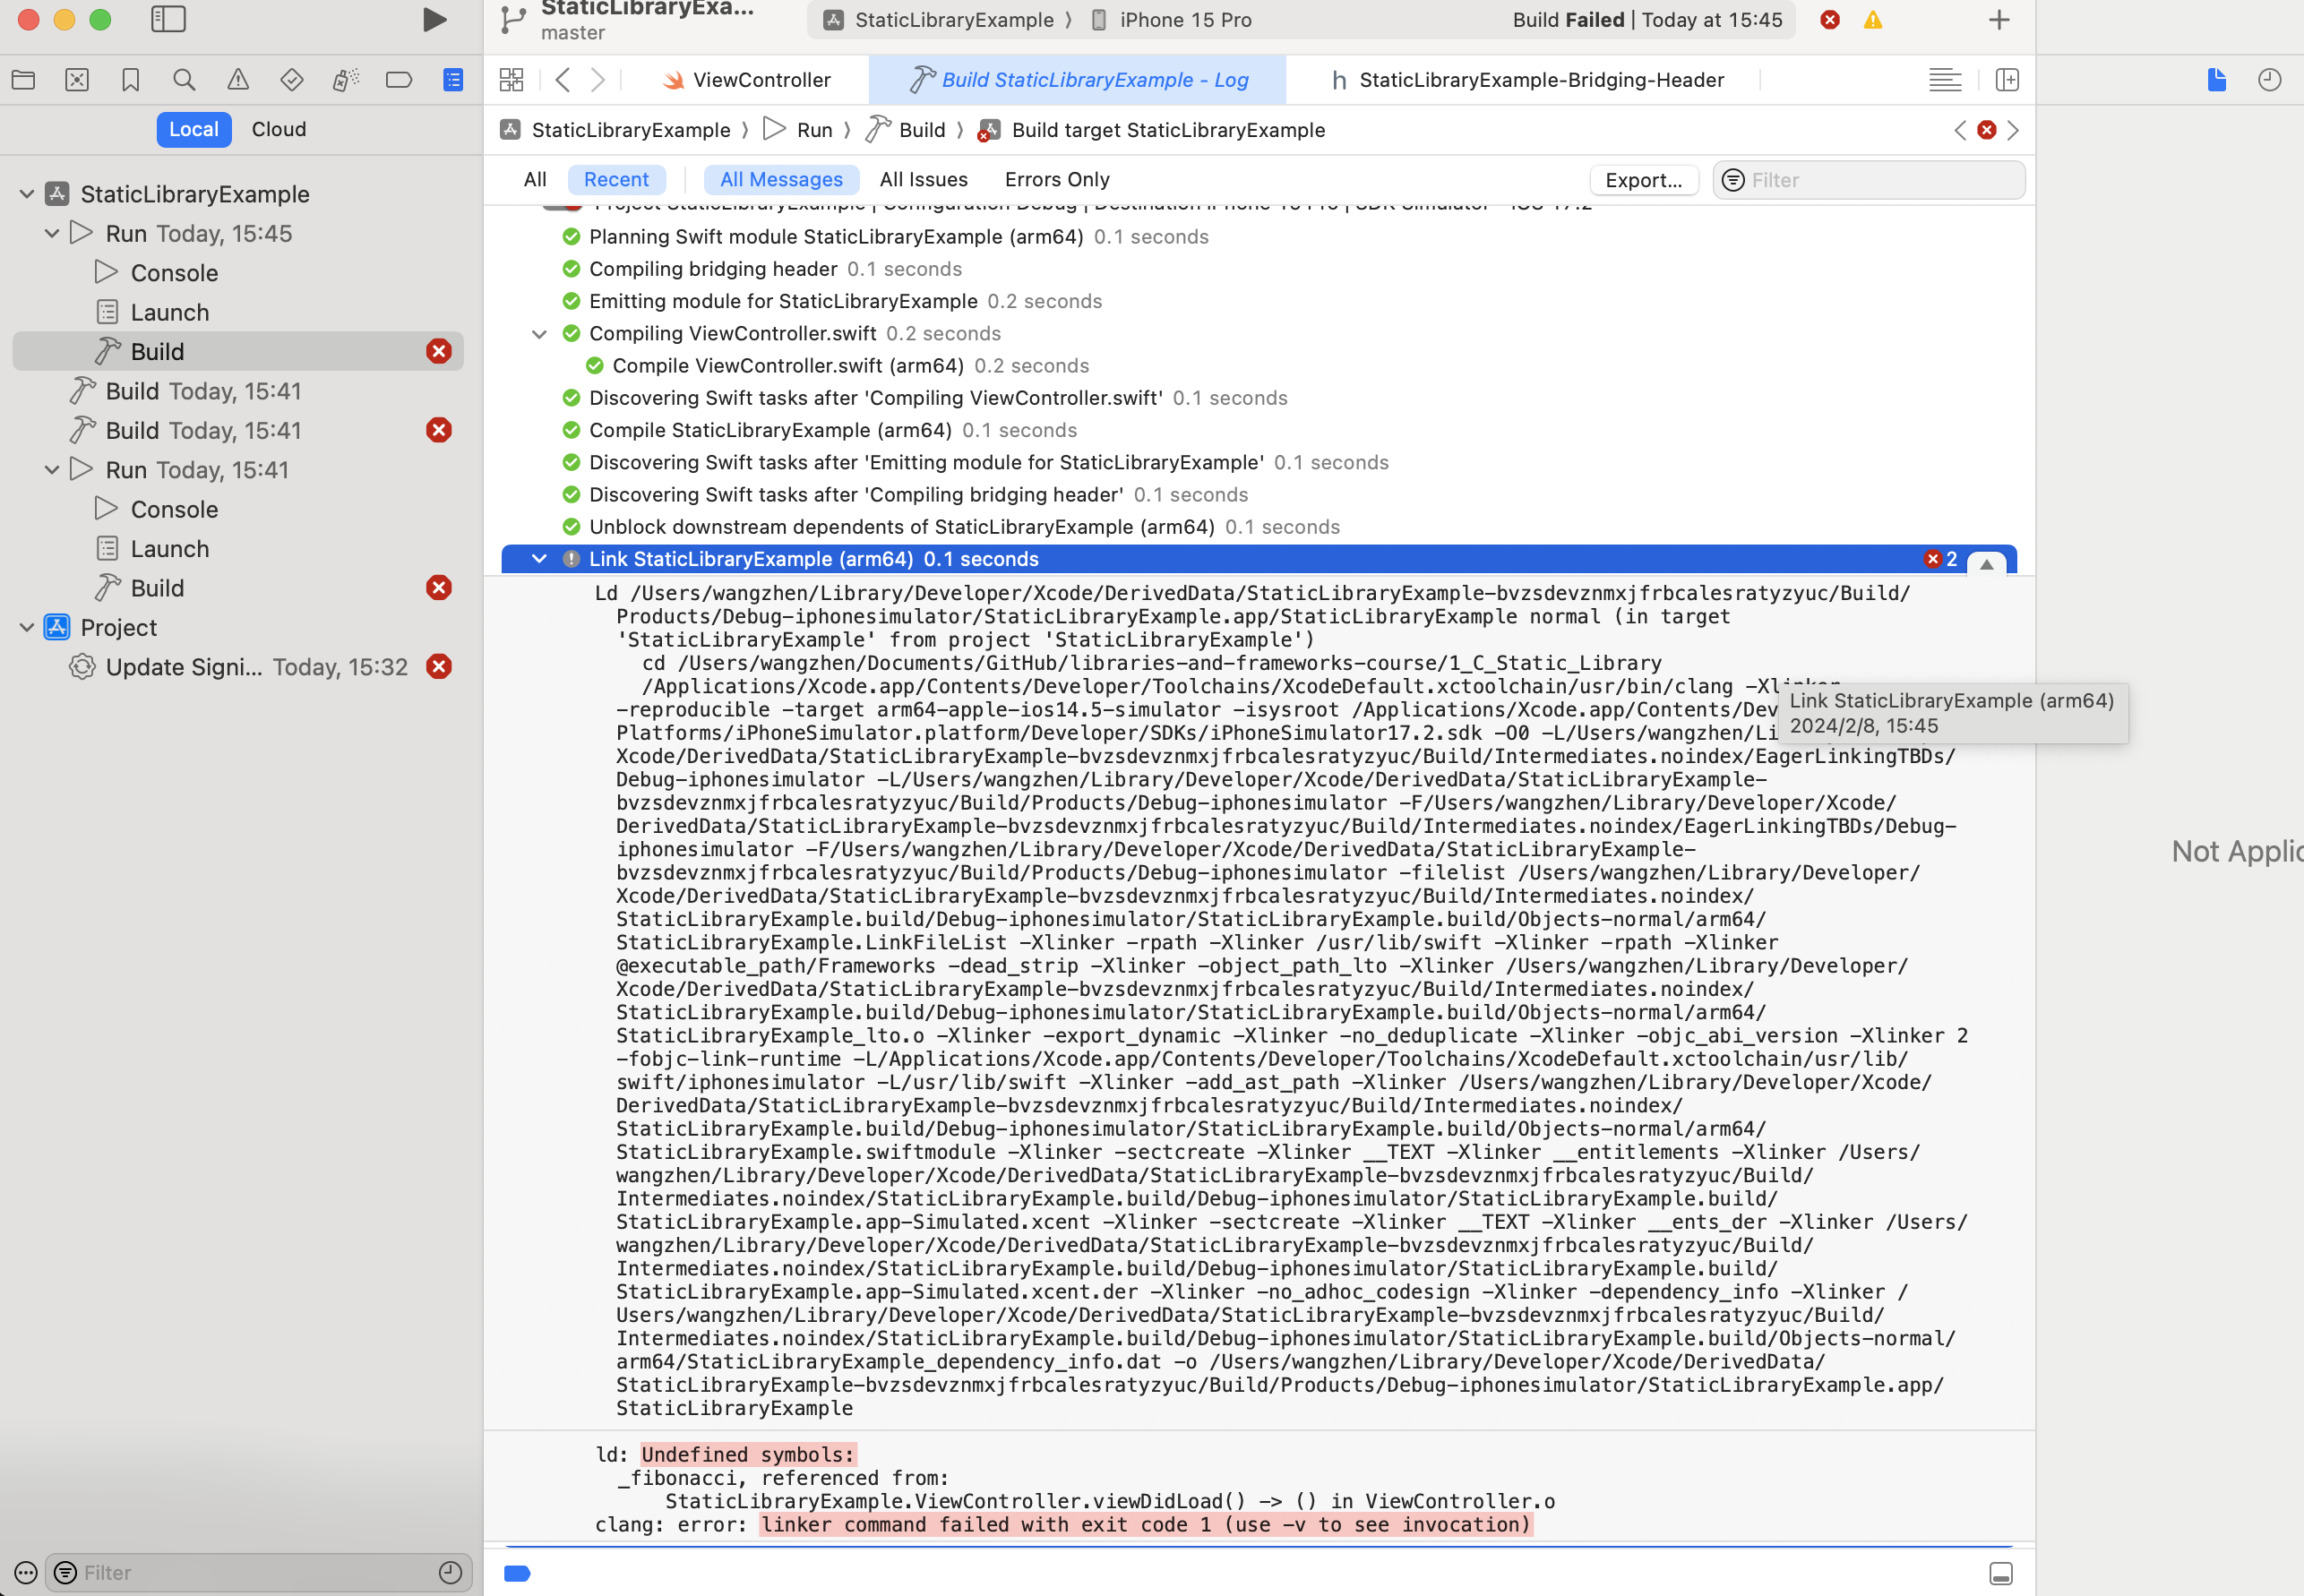 StaticLibraryExa...
master
StaticLibraryExample ⟩ iPhone 15 Pro
Build Failed | Today at 15:45
ViewController
Build StaticLibraryExample - Log
h StaticLibraryExample-Bridging-Header
Local
Cloud
StaticLibraryExample ⟩ Run ⟩ Build ⟩ Build target StaticLibraryExample
All
Recent
All Messages
All Issues
Errors Only
Export...
Filter
StaticLibraryExample
Run Today, 15:45
Console
Launch
Build
Build Today, 15:41
Build Today, 15:41
Run Today, 15:41
Console
Launch
Build
Project
Update Signi... Today, 15:32
Filter
Project StaticLibraryExample | Configuration Debug | Destination iPhone 15 Pro | SDK Simulator - iOS 17.2
Planning Swift module StaticLibraryExample (arm64) 0.1 seconds
Compiling bridging header 0.1 seconds
Emitting module for StaticLibraryExample 0.2 seconds
Compiling ViewController.swift 0.2 seconds
Compile ViewController.swift (arm64) 0.2 seconds
Discovering Swift tasks after 'Compiling ViewController.swift' 0.1 seconds
Compile StaticLibraryExample (arm64) 0.1 seconds
Discovering Swift tasks after 'Emitting module for StaticLibraryExample' 0.1 seconds
Discovering Swift tasks after 'Compiling bridging header' 0.1 seconds
Unblock downstream dependents of StaticLibraryExample (arm64) 0.1 seconds
Link StaticLibraryExample (arm64) 0.1 seconds
2
Ld /Users/wangzhen/Library/Developer/Xcode/DerivedData/StaticLibraryExample-bvzsdevznmxjfrbcalesratyzyuc/Build/
Products/Debug-iphonesimulator/StaticLibraryExample.app/StaticLibraryExample normal (in target
'StaticLibraryExample' from project 'StaticLibraryExample')
cd /Users/wangzhen/Documents/GitHub/libraries-and-frameworks-course/1_C_Static_Library
/Applications/Xcode.app/Contents/Developer/Toolchains/XcodeDefault.xctoolchain/usr/bin/clang -Xlinker
-reproducible -target arm64-apple-ios14.5-simulator -isysroot /Applications/Xcode.app/Contents/Dev
Platforms/iPhoneSimulator.platform/Developer/SDKs/iPhoneSimulator17.2.sdk -O0 -L/Users/wangzhen/Li
Xcode/DerivedData/StaticLibraryExample-bvzsdevznmxjfrbcalesratyzyuc/Build/Intermediates.noindex/EagerLinkingTBDs/
Debug-iphonesimulator -L/Users/wangzhen/Library/Developer/Xcode/DerivedData/StaticLibraryExample-
bvzsdevznmxjfrbcalesratyzyuc/Build/Products/Debug-iphonesimulator -F/Users/wangzhen/Library/Developer/Xcode/
DerivedData/StaticLibraryExample-bvzsdevznmxjfrbcalesratyzyuc/Build/Intermediates.noindex/EagerLinkingTBDs/Debug-
iphonesimulator -F/Users/wangzhen/Library/Developer/Xcode/DerivedData/StaticLibraryExample-
bvzsdevznmxjfrbcalesratyzyuc/Build/Products/Debug-iphonesimulator -filelist /Users/wangzhen/Library/Developer/
Xcode/DerivedData/StaticLibraryExample-bvzsdevznmxjfrbcalesratyzyuc/Build/Intermediates.noindex/
StaticLibraryExample.build/Debug-iphonesimulator/StaticLibraryExample.build/Objects-normal/arm64/
StaticLibraryExample.LinkFileList -Xlinker -rpath -Xlinker /usr/lib/swift -Xlinker -rpath -Xlinker
@executable_path/Frameworks -dead_strip -Xlinker -object_path_lto -Xlinker /Users/wangzhen/Library/Developer/
Xcode/DerivedData/StaticLibraryExample-bvzsdevznmxjfrbcalesratyzyuc/Build/Intermediates.noindex/
StaticLibraryExample.build/Debug-iphonesimulator/StaticLibraryExample.build/Objects-normal/arm64/
StaticLibraryExample_lto.o -Xlinker -export_dynamic -Xlinker -no_deduplicate -Xlinker -objc_abi_version -Xlinker 2
-fobjc-link-runtime -L/Applications/Xcode.app/Contents/Developer/Toolchains/XcodeDefault.xctoolchain/usr/lib/
swift/iphonesimulator -L/usr/lib/swift -Xlinker -add_ast_path -Xlinker /Users/wangzhen/Library/Developer/Xcode/
DerivedData/StaticLibraryExample-bvzsdevznmxjfrbcalesratyzyuc/Build/Intermediates.noindex/
StaticLibraryExample.build/Debug-iphonesimulator/StaticLibraryExample.build/Objects-normal/arm64/
StaticLibraryExample.swiftmodule -Xlinker -sectcreate -Xlinker __TEXT -Xlinker __entitlements -Xlinker /Users/
wangzhen/Library/Developer/Xcode/DerivedData/StaticLibraryExample-bvzsdevznmxjfrbcalesratyzyuc/Build/
Intermediates.noindex/StaticLibraryExample.build/Debug-iphonesimulator/StaticLibraryExample.build/
StaticLibraryExample.app-Simulated.xcent -Xlinker -sectcreate -Xlinker __TEXT -Xlinker __ents_der -Xlinker /Users/
wangzhen/Library/Developer/Xcode/DerivedData/StaticLibraryExample-bvzsdevznmxjfrbcalesratyzyuc/Build/
Intermediates.noindex/StaticLibraryExample.build/Debug-iphonesimulator/StaticLibraryExample.build/
StaticLibraryExample.app-Simulated.xcent.der -Xlinker -no_adhoc_codesign -Xlinker -dependency_info -Xlinker /
Users/wangzhen/Library/Developer/Xcode/DerivedData/StaticLibraryExample-bvzsdevznmxjfrbcalesratyzyuc/Build/
Intermediates.noindex/StaticLibraryExample.build/Debug-iphonesimulator/StaticLibraryExample.build/Objects-normal/
arm64/StaticLibraryExample_dependency_info.dat -o /Users/wangzhen/Library/Developer/Xcode/DerivedData/
StaticLibraryExample-bvzsdevznmxjfrbcalesratyzyuc/Build/Products/Debug-iphonesimulator/StaticLibraryExample.app/
StaticLibraryExample
ld: Undefined symbols:
_fibonacci, referenced from:
StaticLibraryExample.ViewController.viewDidLoad() -> () in ViewController.o
clang: error: linker command failed with exit code 1 (use -v to see invocation)
Link StaticLibraryExample (arm64)
2024/2/8, 15:45
Not Applic